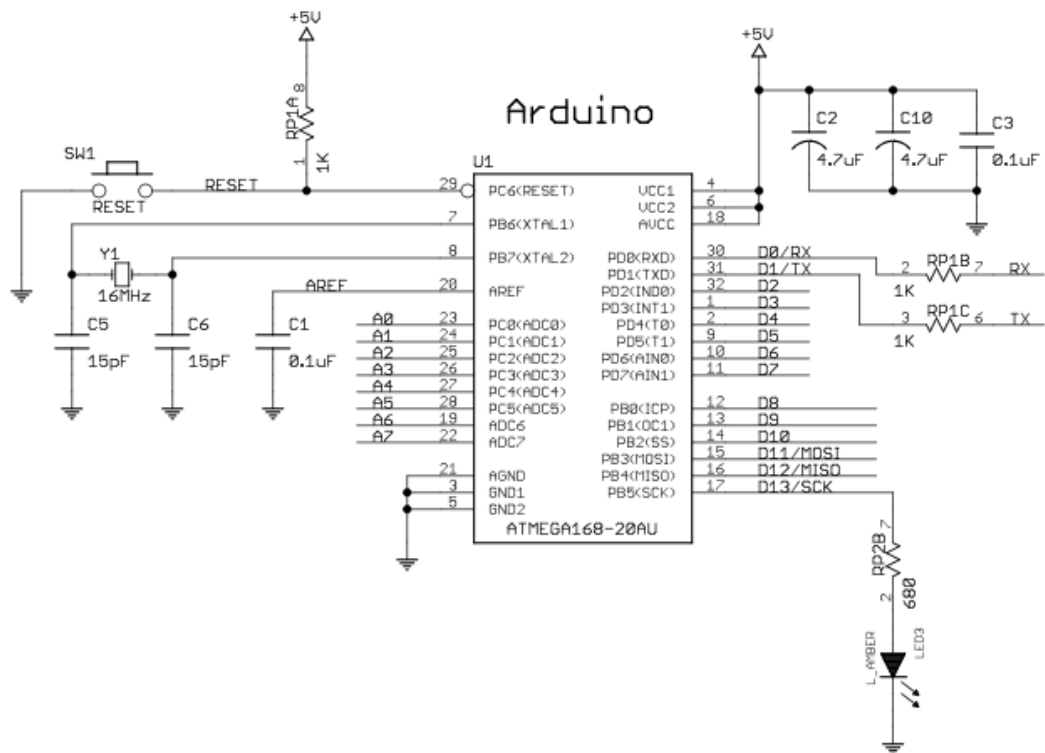 +5V
+5V
Arduino
8
RP1A
1K
1
SW1
RESET
RESET
U1
C2
4.7uF
C10
4.7uF
C3
0.1uF
29 PC6(RESET)
7 PB6(XTAL1)
8 PB7(XTAL2)
AREF 20 AREF
Y1
16MHz
C5
15pF
C6
15pF
C1
0.1uF
A0 23 PC0(ADC0)
A1 24 PC1(ADC1)
A2 25 PC2(ADC2)
A3 26 PC3(ADC3)
A4 27 PC4(ADC4)
A5 28 PC5(ADC5)
A6 19 ADC6
A7 22 ADC7
21 AGND
3 GND1
5 GND2
VCC1 4
VCC2 6
AVCC 18
PD0(RXD) 30 D0/RX
PD1(TXD) 31 D1/TX
PD2(IND0) 32 D2
PD3(INT1) 1 D3
PD4(T0) 2 D4
PD5(T1) 9 D5
PD6(AIN0) 10 D6
PD7(AIN1) 11 D7
PB0(ICP) 12 D8
PB1(OC1) 13 D9
PB2(SS) 14 D10
PB3(MOSI) 15 D11/MOSI
PB4(MISO) 16 D12/MISO
PB5(SCK) 17 D13/SCK
ATMEGA168-20AU
2 RP1B 7 RX
1K
3 RP1C 6 TX
1K
7
RP2B
680
2
L_AMBER
LED3